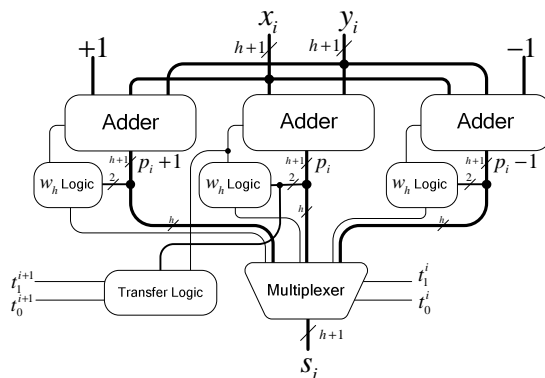 x_i y_i
+1 h+1 h+1 −1
Adder Adder Adder
h+1 p_i +1 h+1 p_i h+1 p_i −1
w_h Logic 2 w_h Logic 2 w_h Logic 2
h h h
t_1^{i+1} t_1^i
Transfer Logic Multiplexer
t_0^{i+1} t_0^i
h+1
s_i